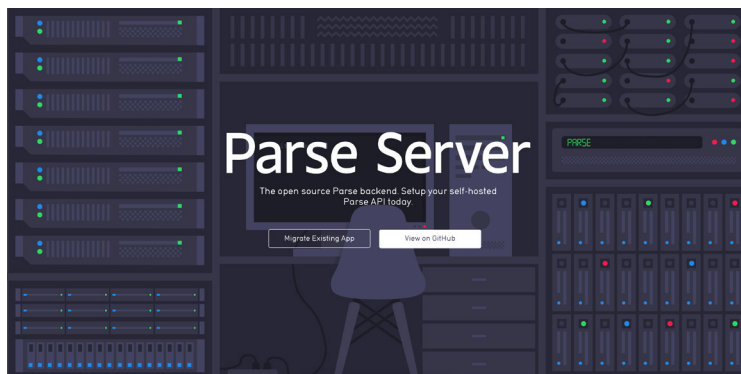 Parse Server
The open source Parse backend. Setup your self-hosted
Parse API today.
Migrate Existing App
View on GitHub
PARSE